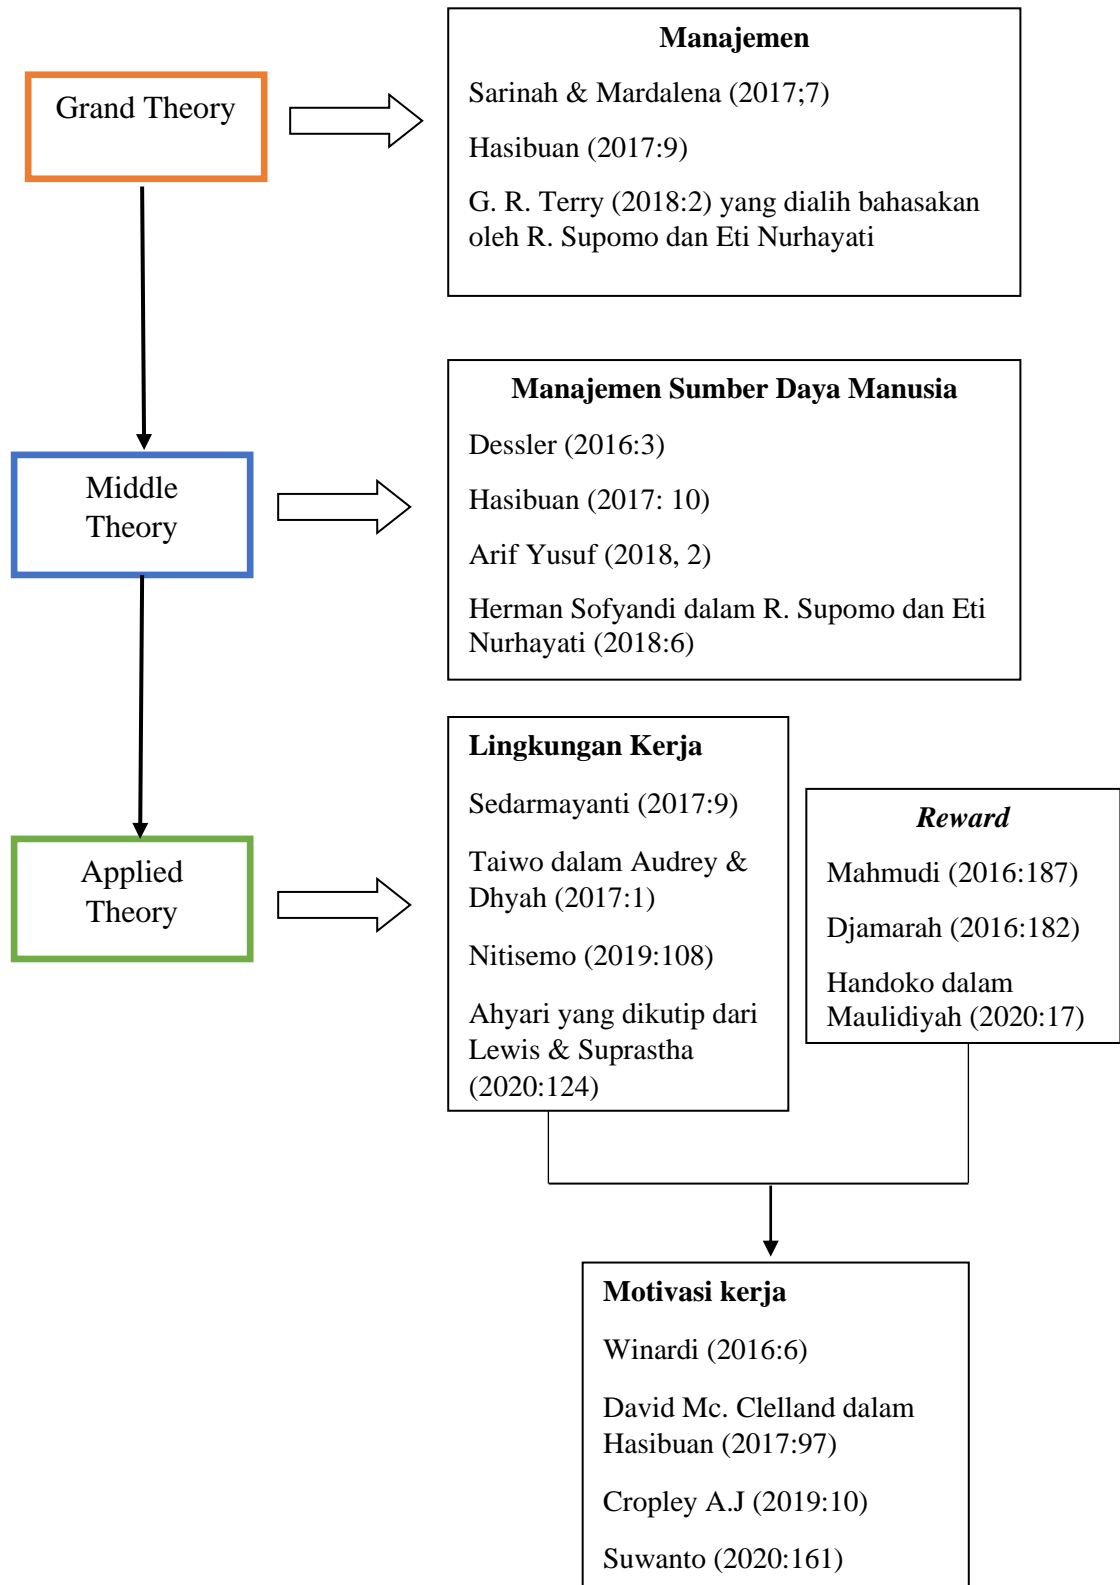 Grand Theory
Manajemen
Sarinah & Mardalena (2017;7)
Hasibuan (2017:9)
G. R. Terry (2018:2) yang dialih bahasakan
oleh R. Supomo dan Eti Nurhayati
Middle
Theory
Manajemen Sumber Daya Manusia
Dessler (2016:3)
Hasibuan (2017: 10)
Arif Yusuf (2018, 2)
Herman Sofyandi dalam R. Supomo dan Eti
Nurhayati (2018:6)
Applied
Theory
Lingkungan Kerja
Sedarmayanti (2017:9)
Taiwo dalam Audrey &
Dhyah (2017:1)
Nitisemo (2019:108)
Ahyari yang dikutip dari
Lewis & Suprastha
(2020:124)
Reward
Mahmudi (2016:187)
Djamarah (2016:182)
Handoko dalam
Maulidiyah (2020:17)
Motivasi kerja
Winardi (2016:6)
David Mc. Clelland dalam
Hasibuan (2017:97)
Cropley A.J (2019:10)
Suwanto (2020:161)